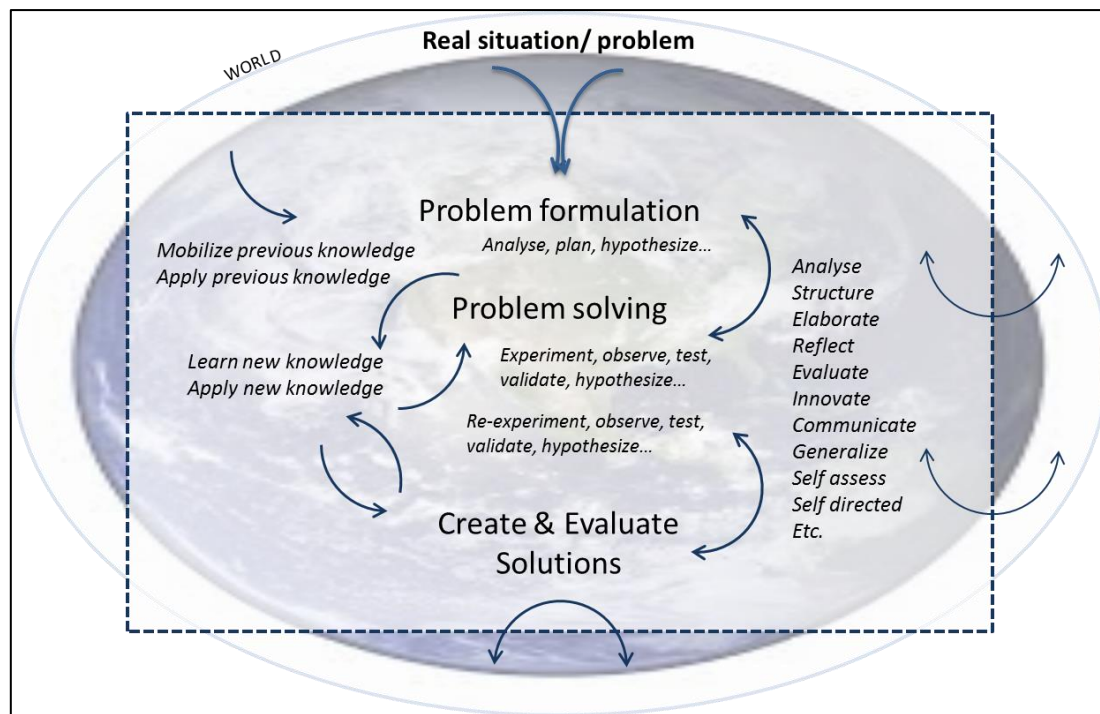 Real situation/ problem
WORLD
Problem formulation
Analyse, plan, hypothesize...
Mobilize previous knowledge
Apply previous knowledge
Problem solving
Experiment, observe, test,
validate, hypothesize...
Learn new knowledge
Apply new knowledge
Re-experiment, observe, test,
validate, hypothesize...
Create & Evaluate
Solutions
Analyse
Structure
Elaborate
Reflect
Evaluate
Innovate
Communicate
Generalize
Self assess
Self directed
Etc.